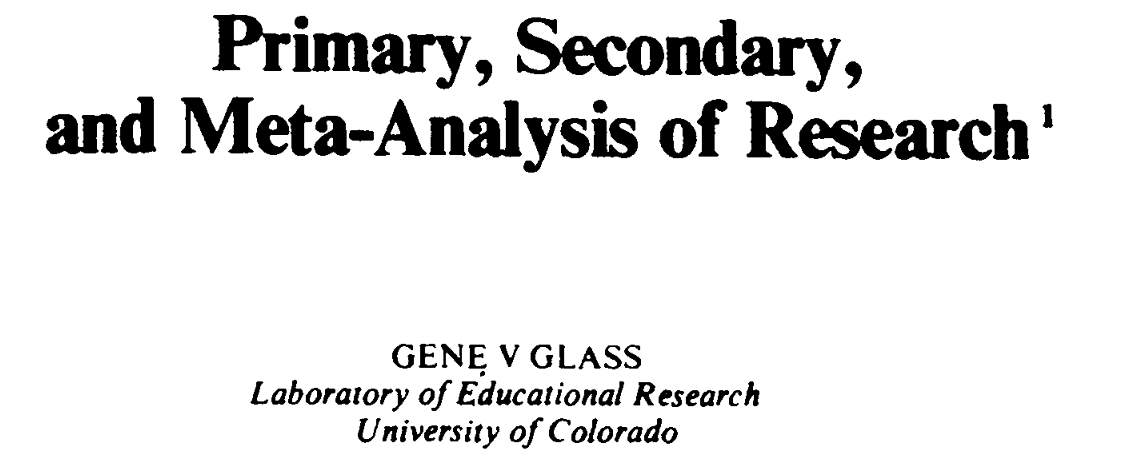 Primary, Secondary,
and Meta-Analysis of Research¹
GENE V GLASS
Laboratory of Educational Research
University of Colorado